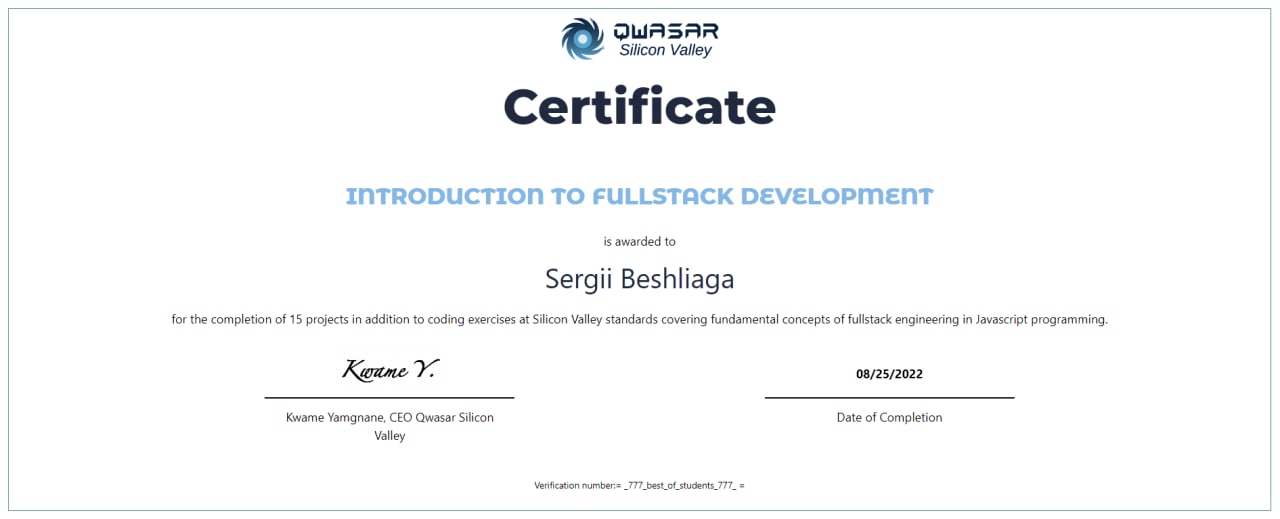 QWASAR
Silicon Valley
Certificate
INTRODUCTION TO FULLSTACK DEVELOPMENT
is awarded to
Sergii Beshliaga
for the completion of 15 projects in addition to coding exercises at Silicon Valley standards covering fundamental concepts of fullstack engineering in Javascript programming.
Kwame Y.
08/25/2022
Kwame Yamgnane, CEO Qwasar Silicon
Valley
Date of Completion
Verification number:= _777_best_of_students_777_ =